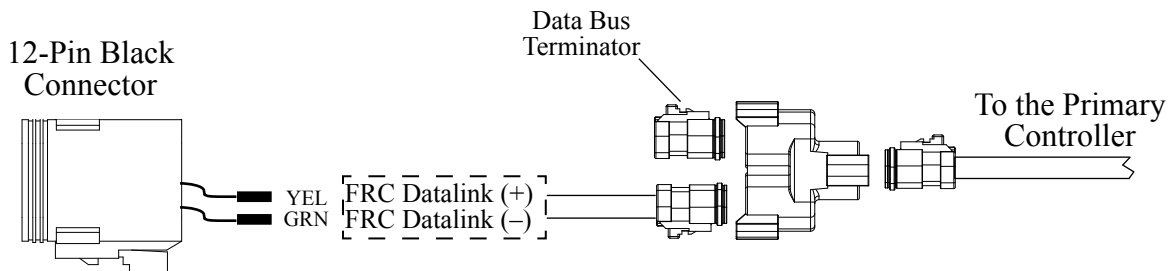 Data Bus
Terminator
12-Pin Black
Connector
To the Primary
Controller
YEL FRC Datalink (+)
GRN FRC Datalink (–)